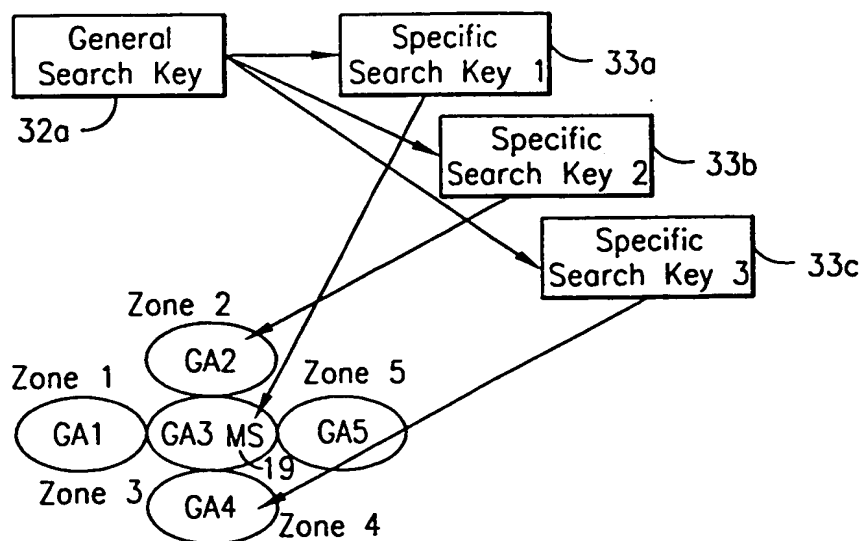 General
Search Key
32a
Specific
Search Key 1
33a
Specific
Search Key 2
33b
Specific
Search Key 3
33c
Zone 2
GA2
Zone 1
Zone 5
GA1
GA3 MS
GA5
19
Zone 3
GA4
Zone 4